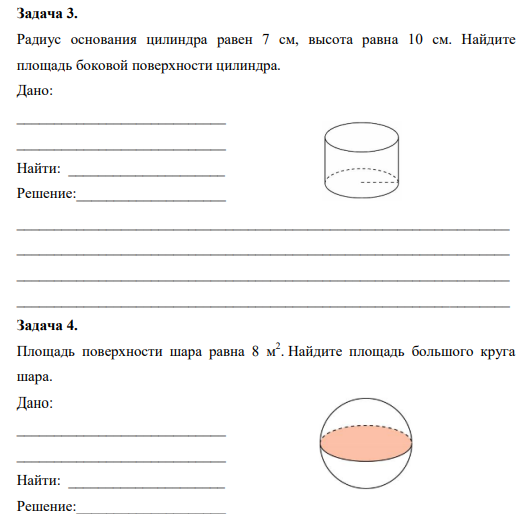 Задача 3.
Радиус основания цилиндра равен 7 см, высота равна 10 см. Найдите
площадь боковой поверхности цилиндра.
Дано:
Найти:
Решение:
Задача 4.
Площадь поверхности шара равна 8 м². Найдите площадь большого круга
шара.
Дано:
Найти:
Решение: